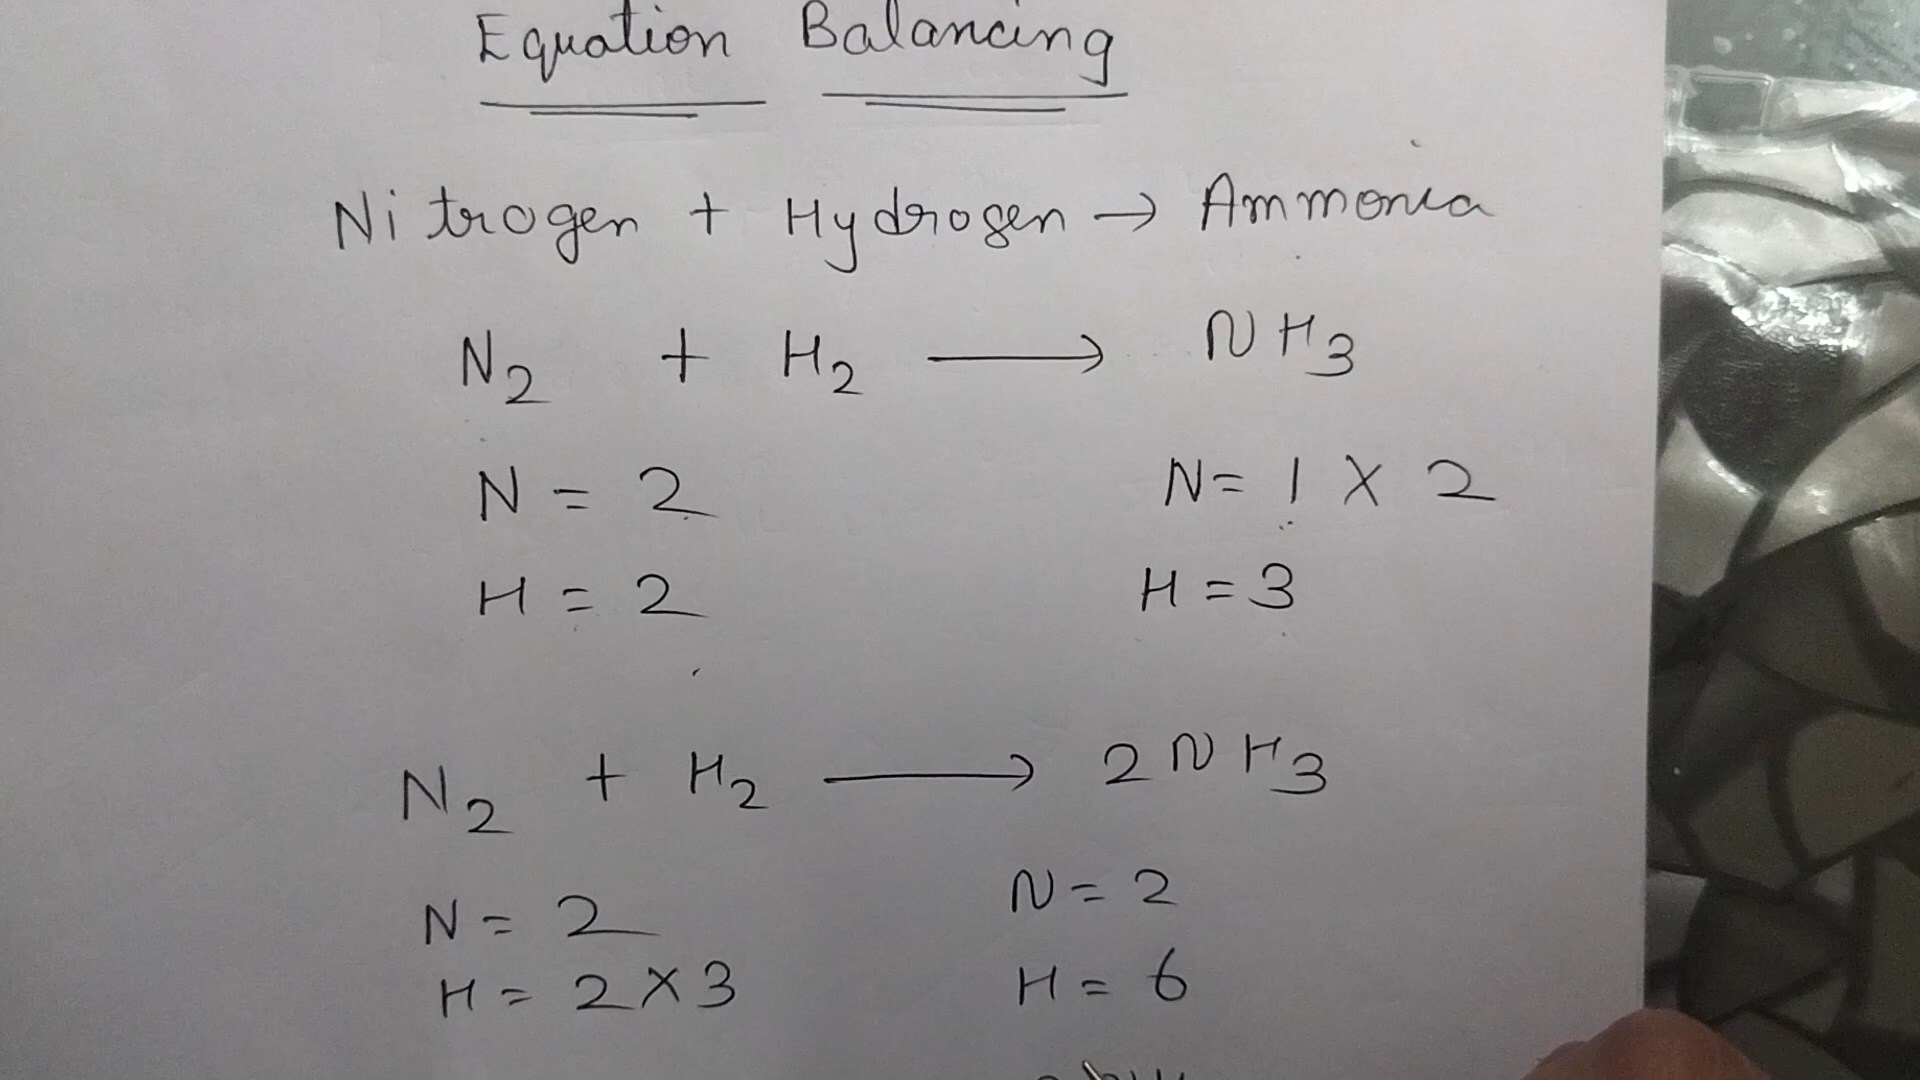 Equation Balancing
Nitrogen + Hydrogen → Ammonia
N₂ + H₂ → NH₃
N = 2 N = 1 × 2
H = 2 H = 3
N₂ + H₂ → 2NH₃
N = 2 N = 2
H = 2×3 H = 6